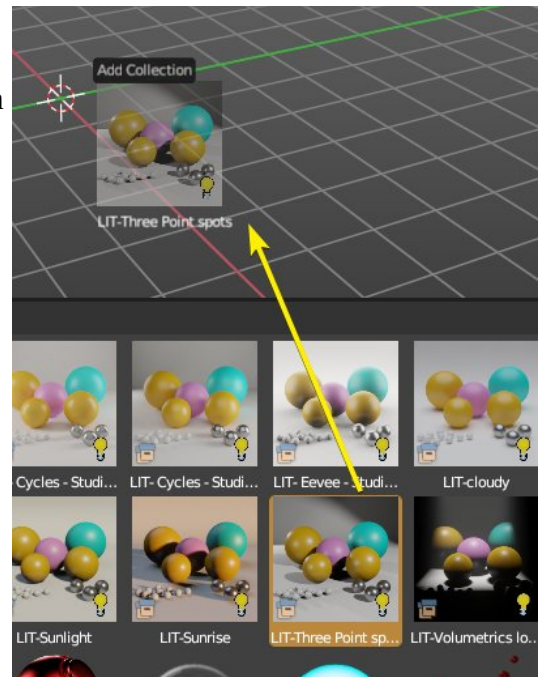 Add Collection
LIT-Three Point spots
Cycles - Studi...
LIT- Cycles - Studi...
LIT- Eevee - Studi...
LIT-cloudy
LIT-Sunlight
LIT-Sunrise
LIT-Three Point sp...
LIT-Volumetrics lo...